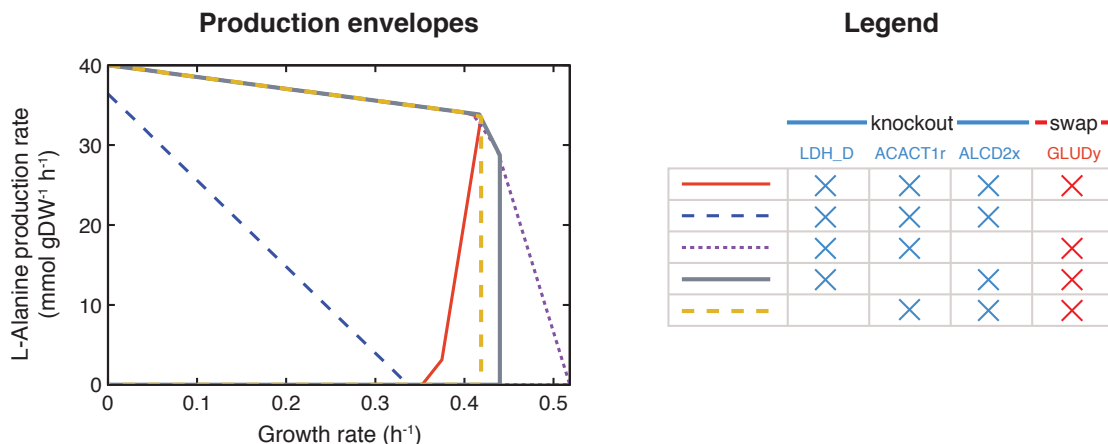 Production envelopes
L-Alanine production rate
(mmol gDW⁻¹ h⁻¹)
40
30
20
10
0
0 0.1 0.2 0.3 0.4 0.5
Growth rate (h⁻¹)
Legend
knockout swap
LDH_D ACACT1r ALCD2x GLUDy